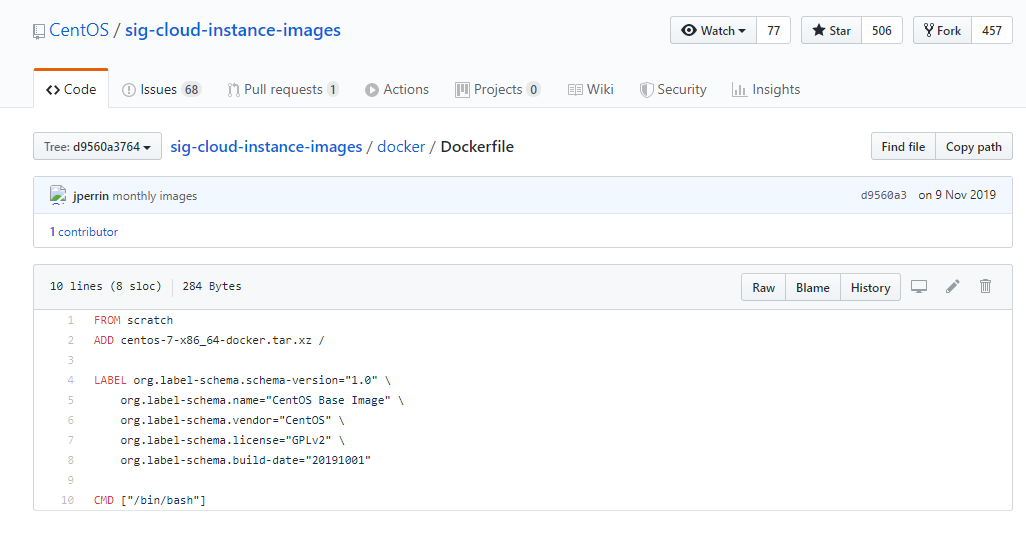 CentOS / sig-cloud-instance-images
Watch 77 Star 506 Fork 457
Code Issues 68 Pull requests 1 Actions Projects 0 Wiki Security Insights
Tree: d9560a3764 sig-cloud-instance-images / docker / Dockerfile Find file Copy path
jperrin monthly images d9560a3 on 9 Nov 2019
1 contributor
10 lines (8 sloc) 284 Bytes Raw Blame History
1 FROM scratch
2 ADD centos-7-x86_64-docker.tar.xz /
3
4 LABEL org.label-schema.schema-version="1.0" \
5 org.label-schema.name="CentOS Base Image" \
6 org.label-schema.vendor="CentOS" \
7 org.label-schema.license="GPLv2" \
8 org.label-schema.build-date="20191001"
9
10 CMD ["/bin/bash"]